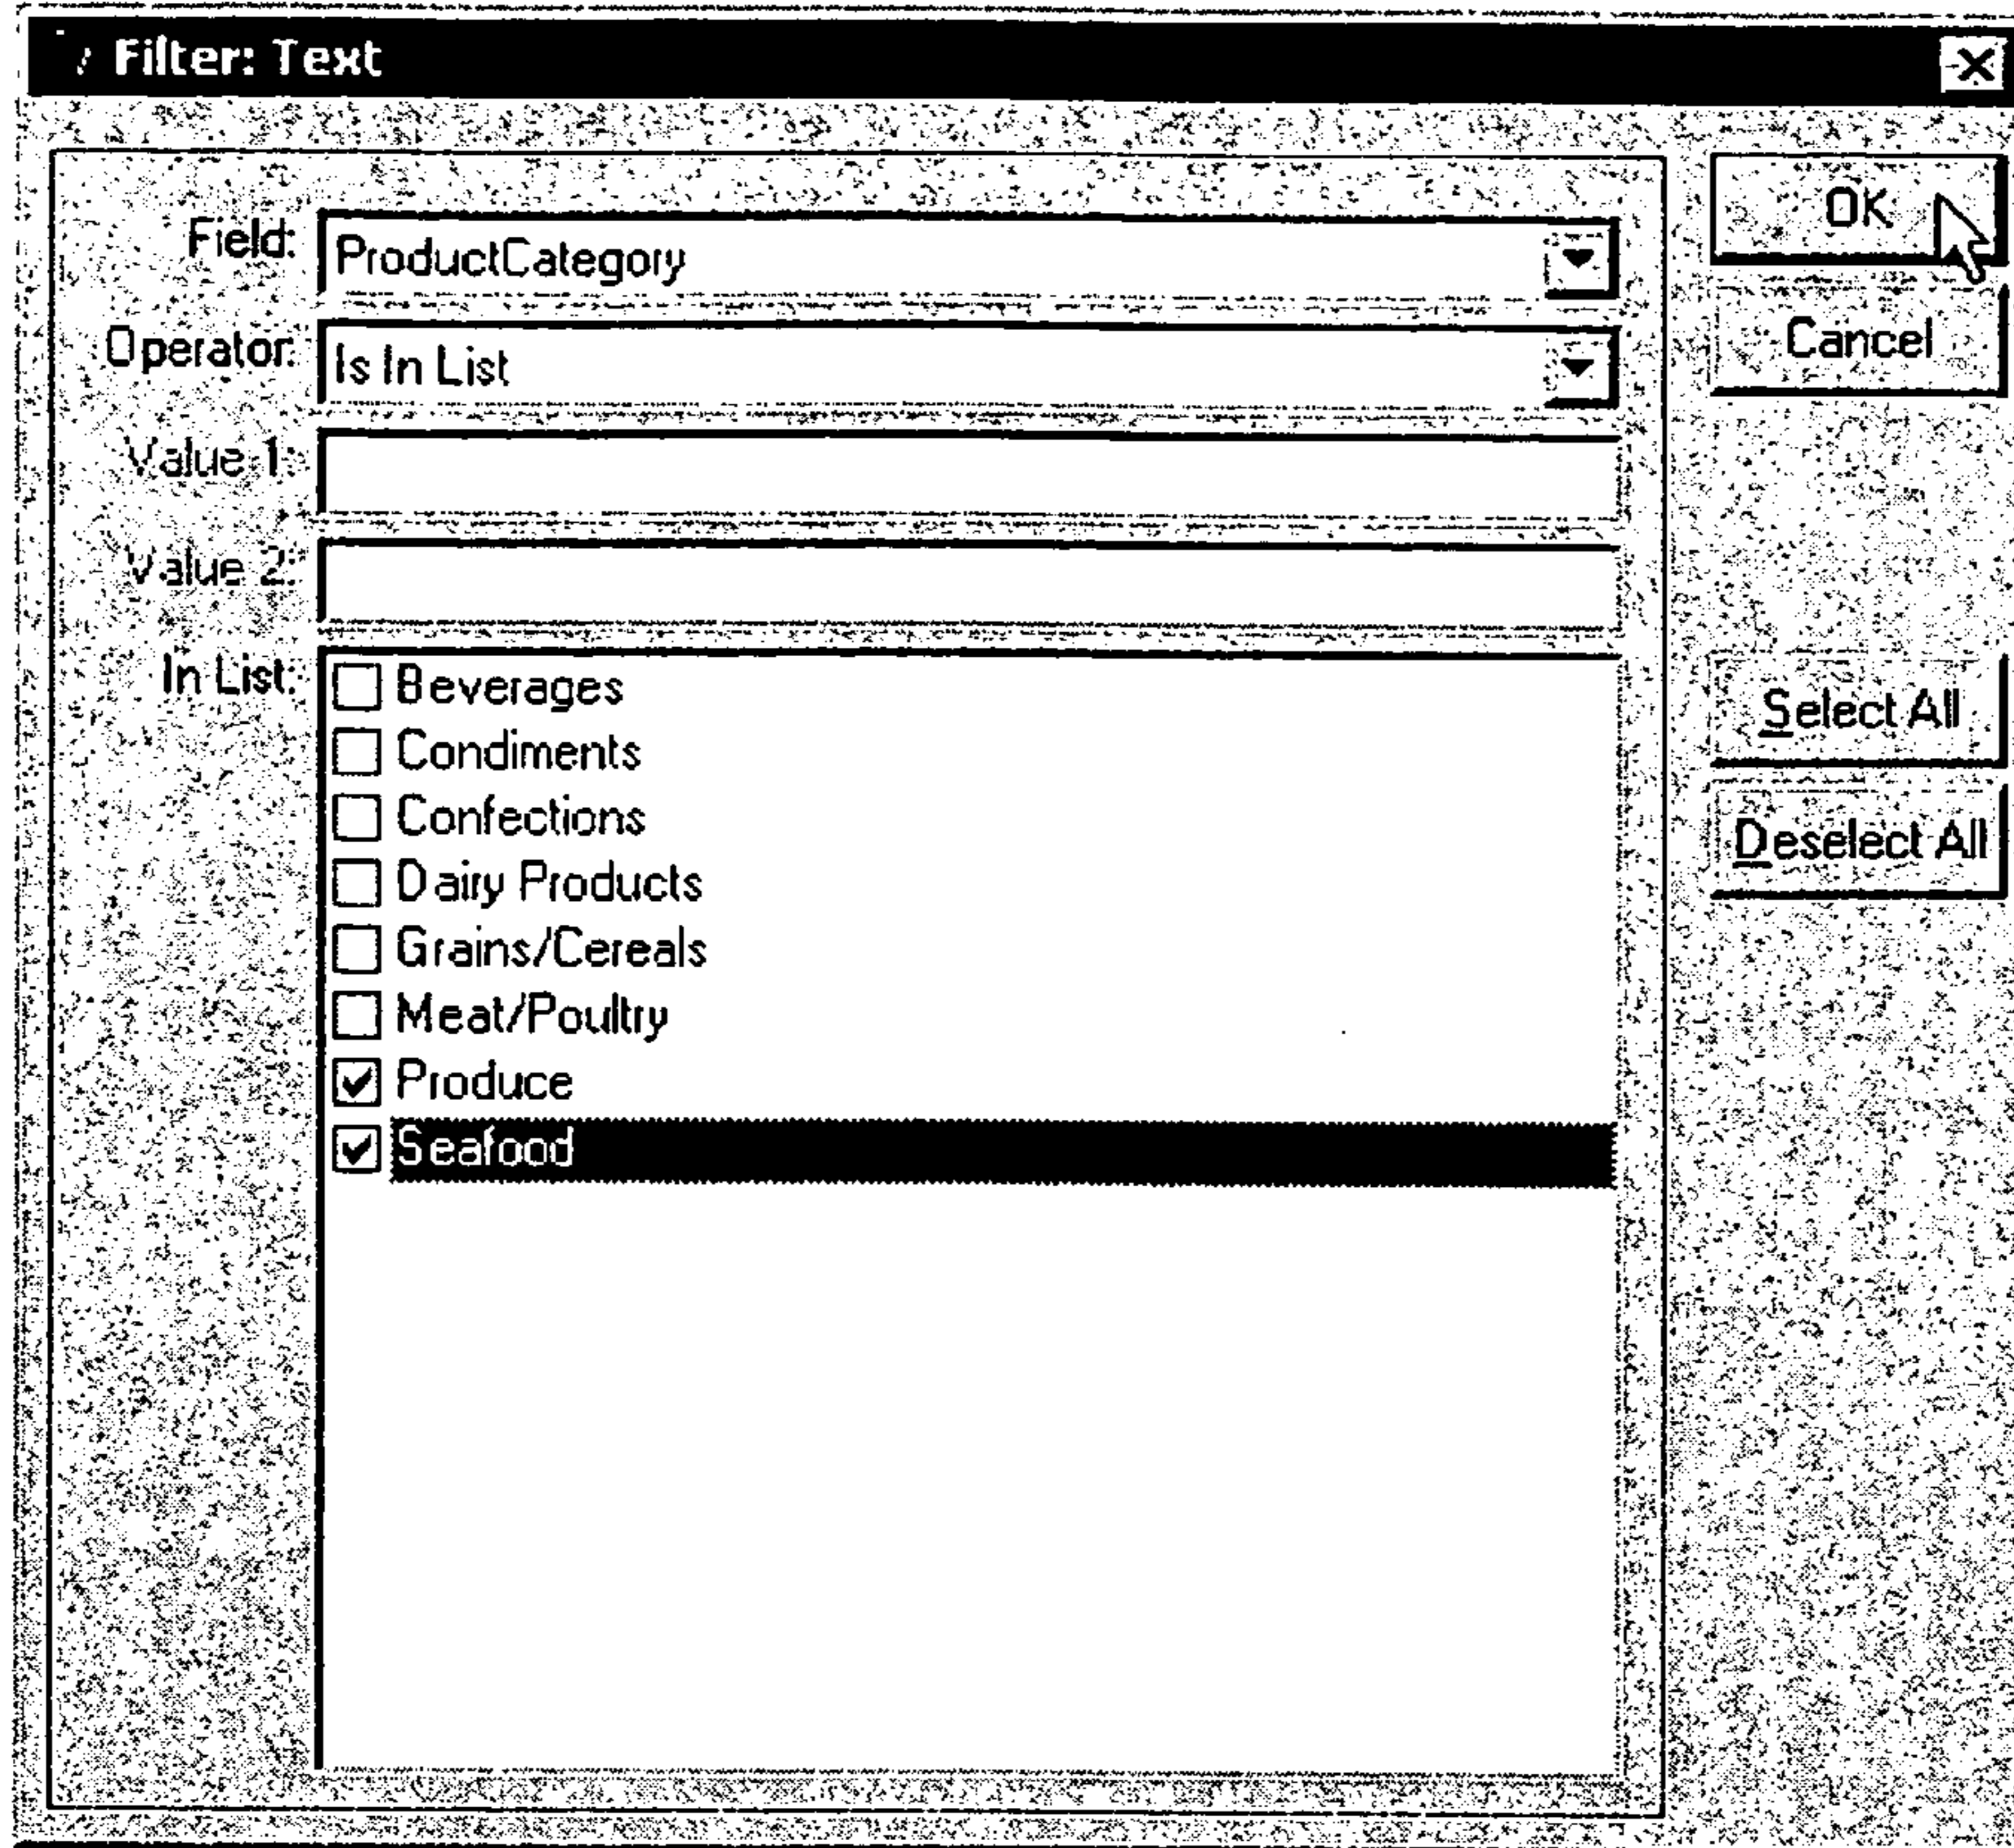 Filter: Text
Field: ProductCategory
OK
Operator: Is In List
Cancel
Value 1:
Value 2:
In List:
Beverages
Condiments
Confections
Dairy Products
Grains/Cereals
Meat/Poultry
Produce
Seafood
Select All
Deselect All